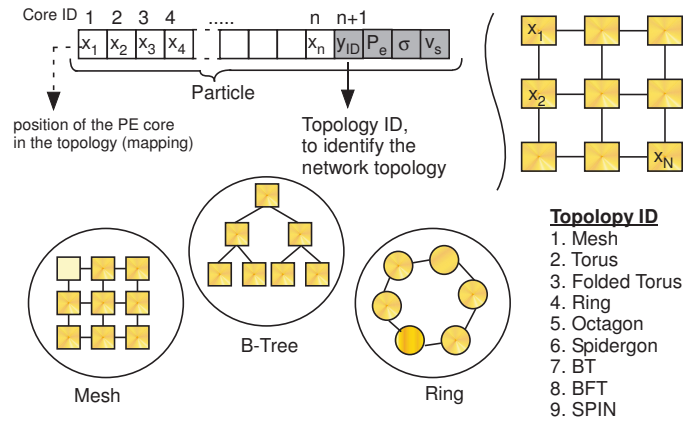 Core ID 1 2 3 4 n n+1
x1 x2 x3 x4 ..... xn yID Pe σ vs
Particle
position of the PE core
in the topology (mapping)
Topology ID,
to identify the
network topology
x1
x2
xN
Mesh
B-Tree
Ring
Topolopy ID
1. Mesh
2. Torus
3. Folded Torus
4. Ring
5. Octagon
6. Spidergon
7. BT
8. BFT
9. SPIN